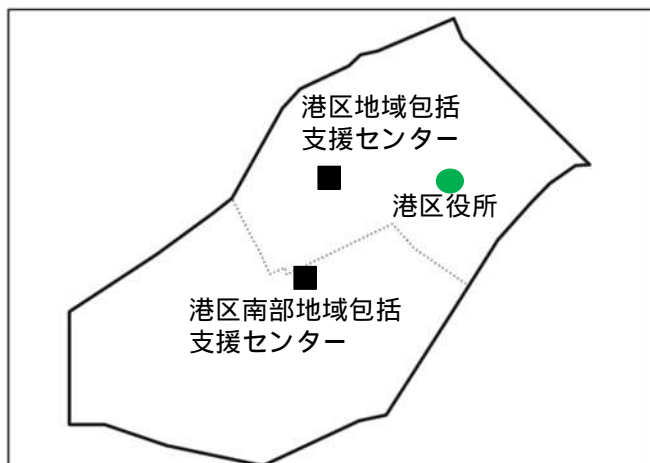 港区地域包括
支援センター
港区役所
港区南部地域包括
支援センター